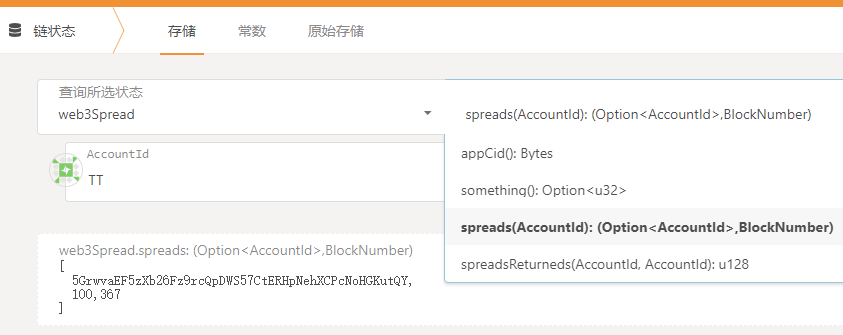 链状态
存储
常数
原始存储
查询所选状态
web3Spread
spreads(AccountId): (Option<AccountId>,BlockNumber)
AccountId
TT
appCid(): Bytes
something(): Option<u32>
spreads(AccountId): (Option<AccountId>,BlockNumber)
spreadsReturneds(AccountId, AccountId): u128
web3Spread.spreads: (Option<AccountId>,BlockNumber)
[
5GrwvaEF5zXb26Fz9rcQpDWS57CtERHpNehXCPcNoHGKutQY,
100,367
]